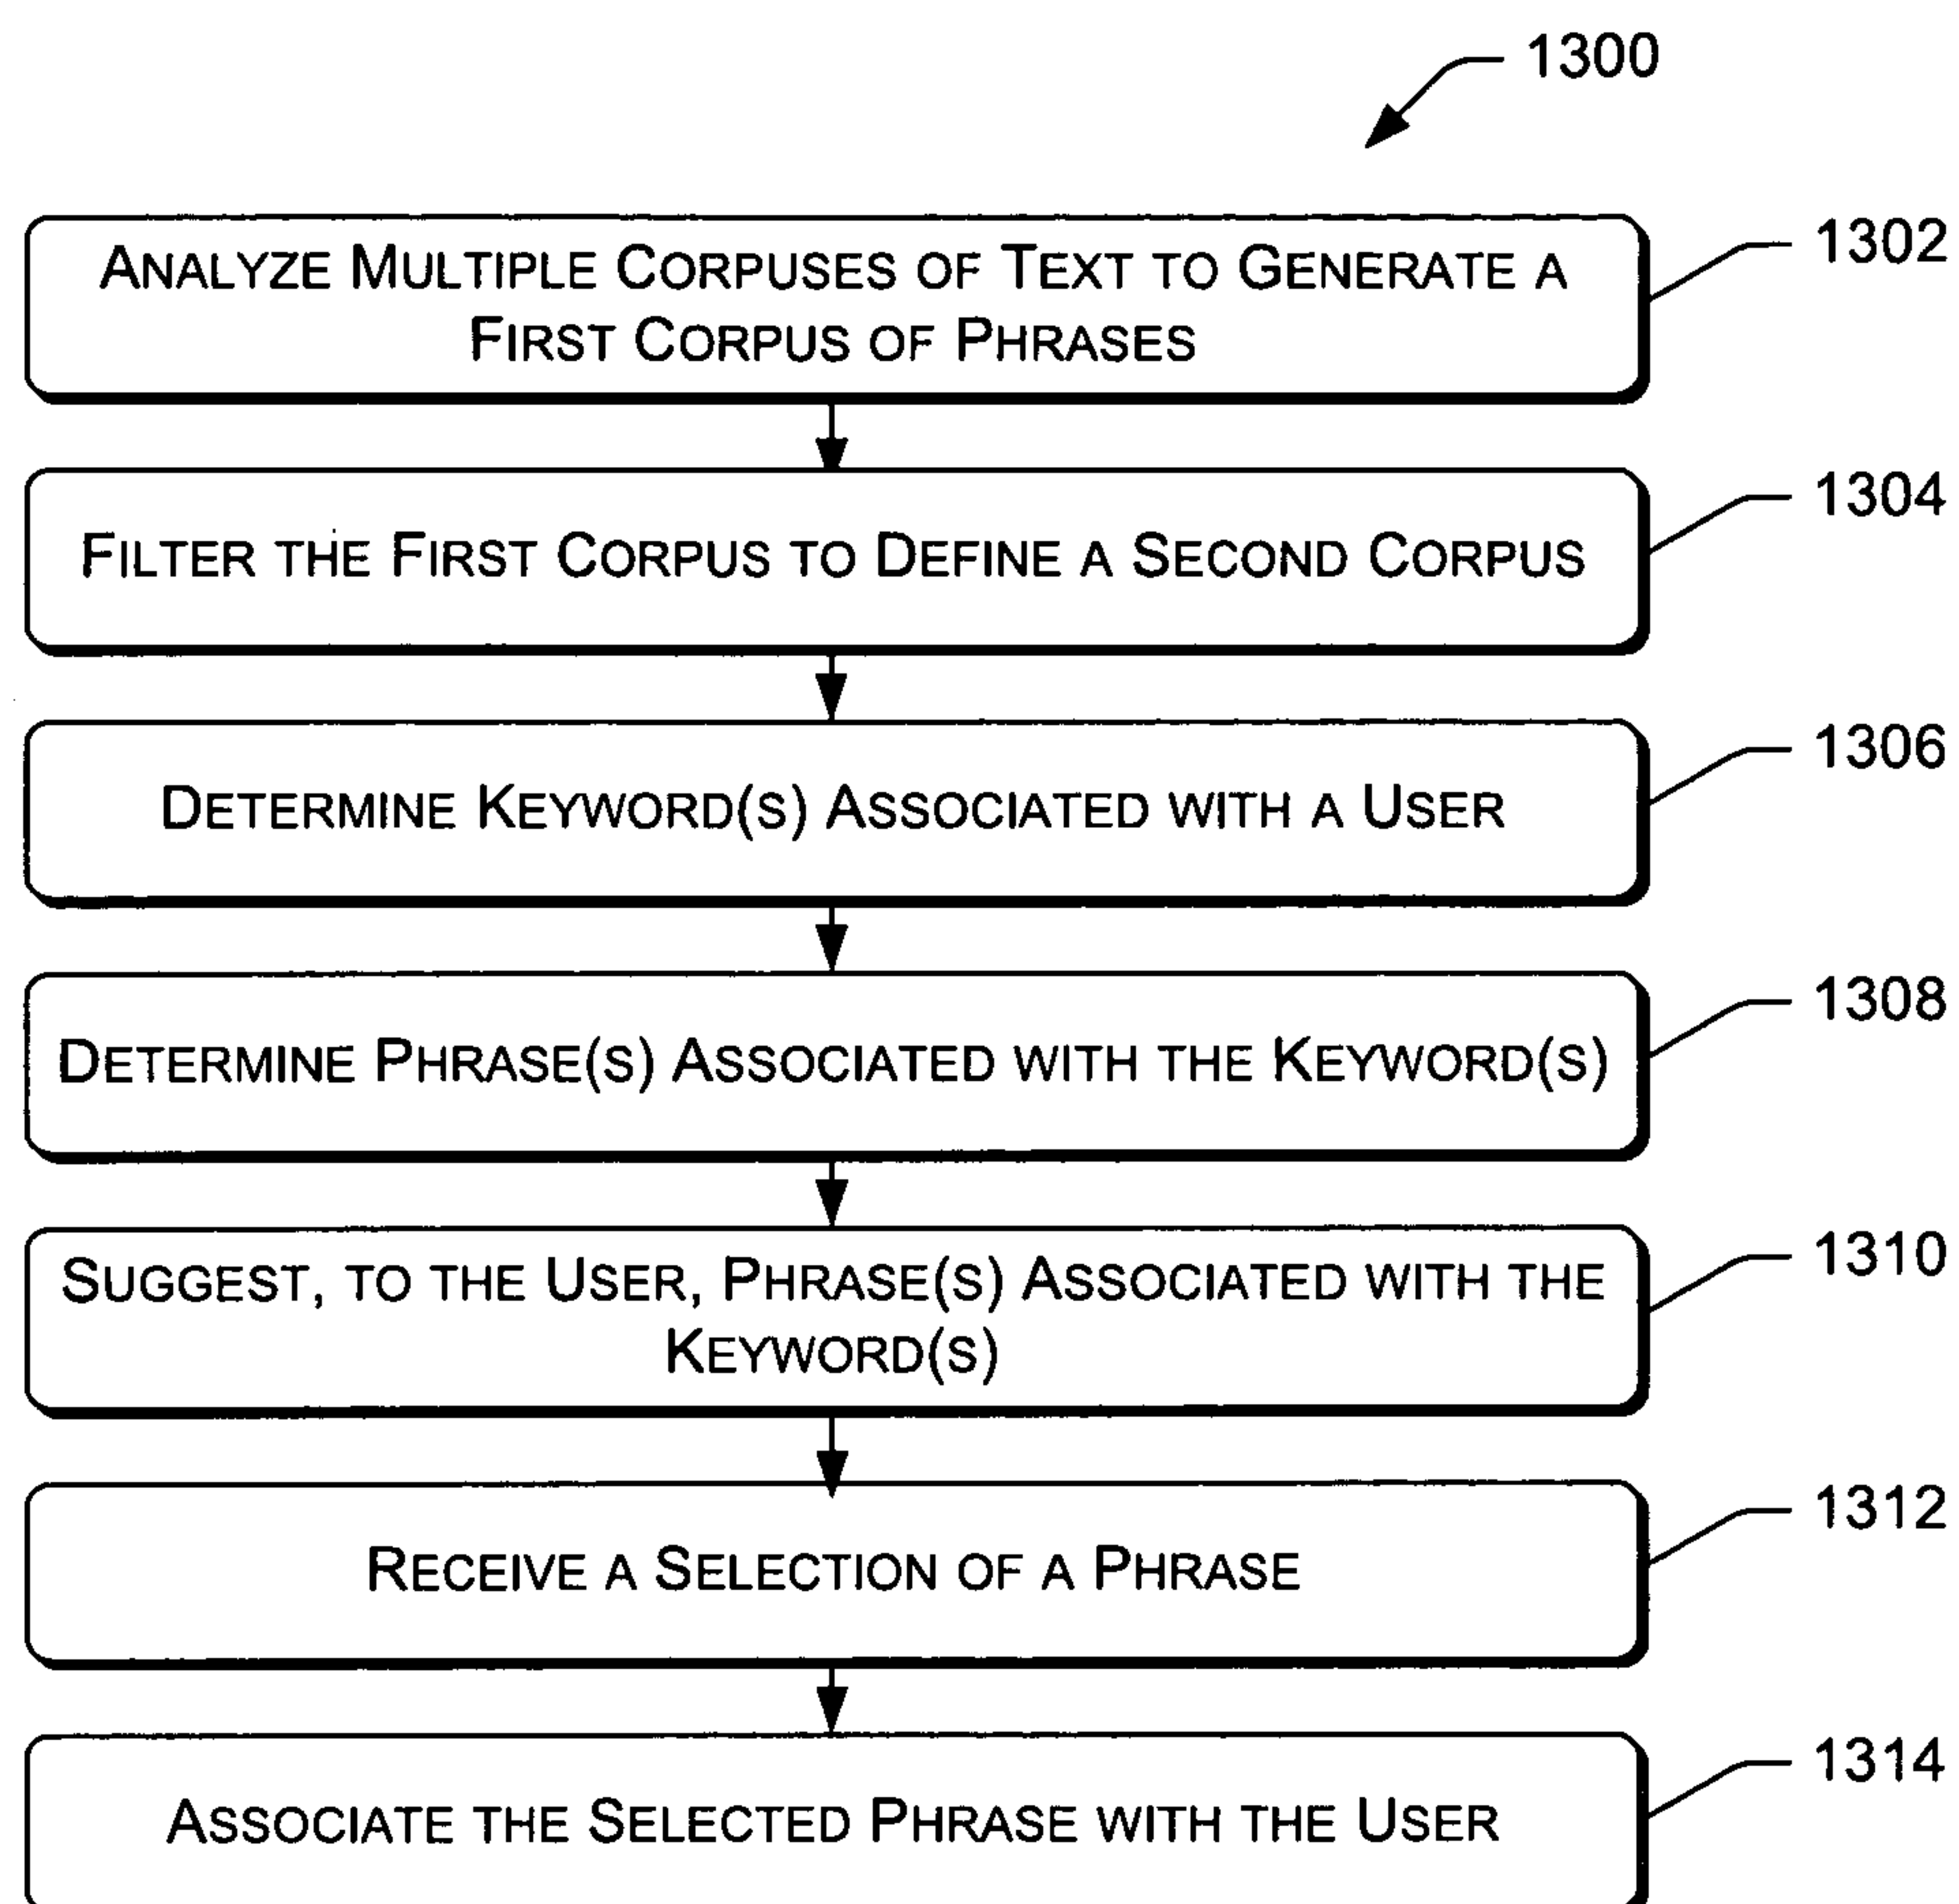 1300
ANALYZE MULTIPLE CORPUSES OF TEXT TO GENERATE A
FIRST CORPUS OF PHRASES
1302
FILTER THE FIRST CORPUS TO DEFINE A SECOND CORPUS
1304
DETERMINE KEYWORD(S) ASSOCIATED WITH A USER
1306
DETERMINE PHRASE(S) ASSOCIATED WITH THE KEYWORD(S)
1308
SUGGEST, TO THE USER, PHRASE(S) ASSOCIATED WITH THE
KEYWORD(S)
1310
RECEIVE A SELECTION OF A PHRASE
1312
ASSOCIATE THE SELECTED PHRASE WITH THE USER
1314